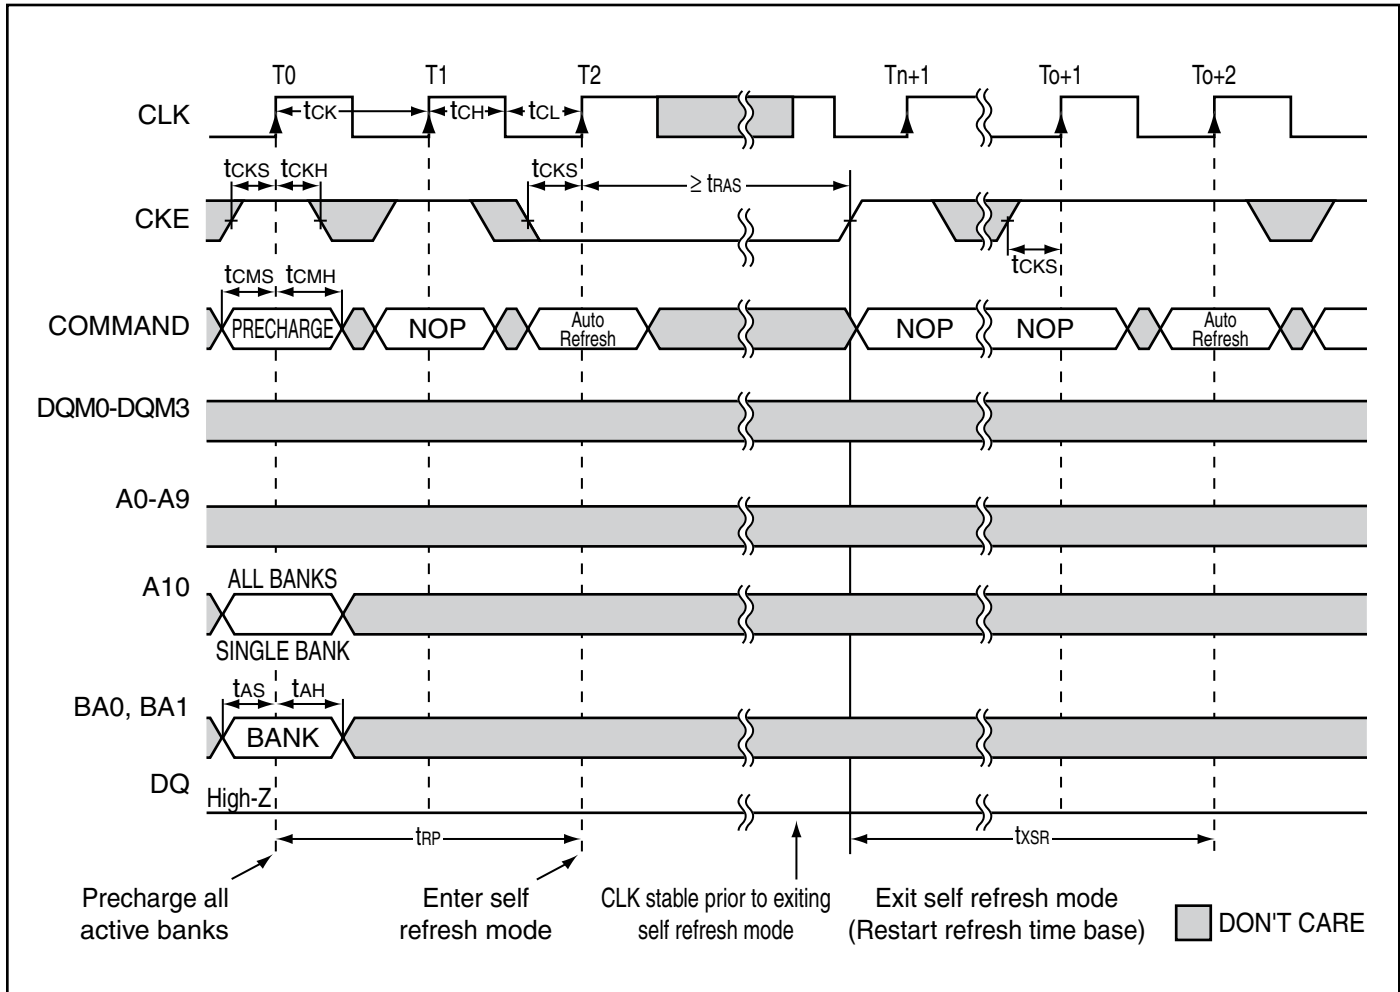 T0 T1 T2 Tn+1 To+1 To+2
CLK tCK tCH tCL
tCKS tCKH tCKS ≥ tRAS
CKE
tCKS
tCMS tCMH
COMMAND PRECHARGE NOP Auto Refresh NOP NOP Auto Refresh
DQM0-DQM3
A0-A9
A10 ALL BANKS
SINGLE BANK
tAS tAH
BA0, BA1 BANK
DQ High-Z
tRP tXSR
Precharge all
active banks
Enter self
refresh mode
CLK stable prior to exiting
self refresh mode
Exit self refresh mode
(Restart refresh time base)
DON'T CARE